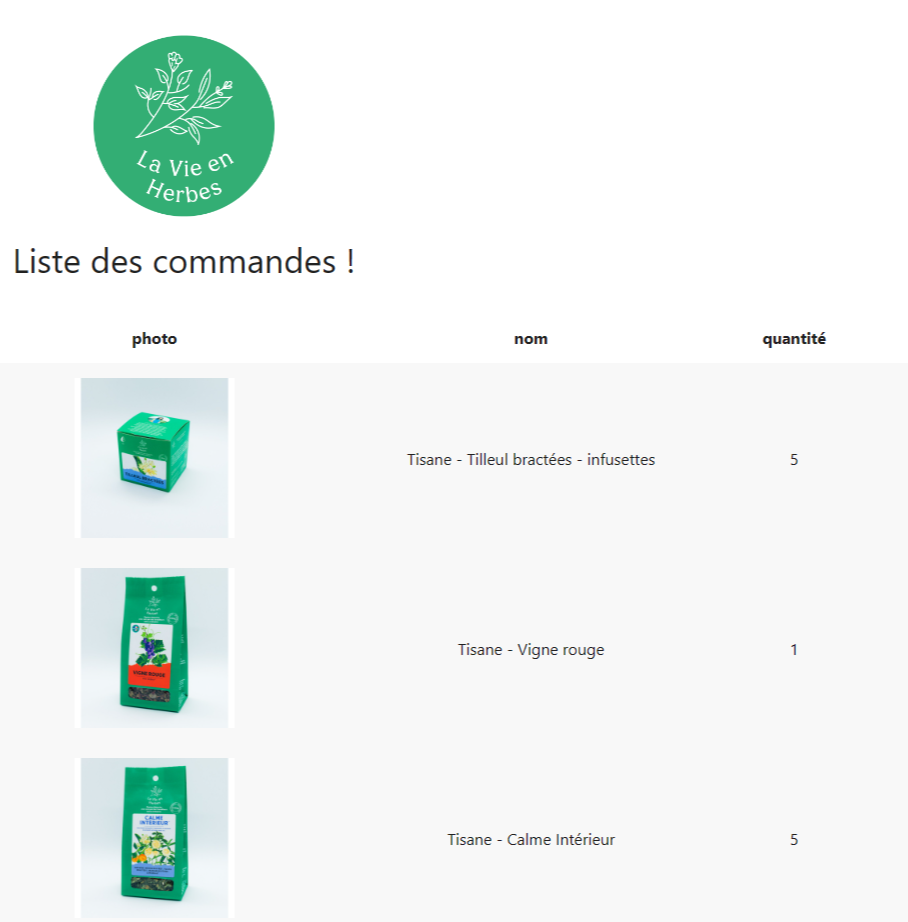 La Vie en
Herbes
Liste des commandes !
photo nom quantité
Tisane - Tilleul bractées - infusettes 5
VIGNE ROUGE
Tisane - Vigne rouge 1
CALME
INTÉRIEUR
Tisane - Calme Intérieur 5